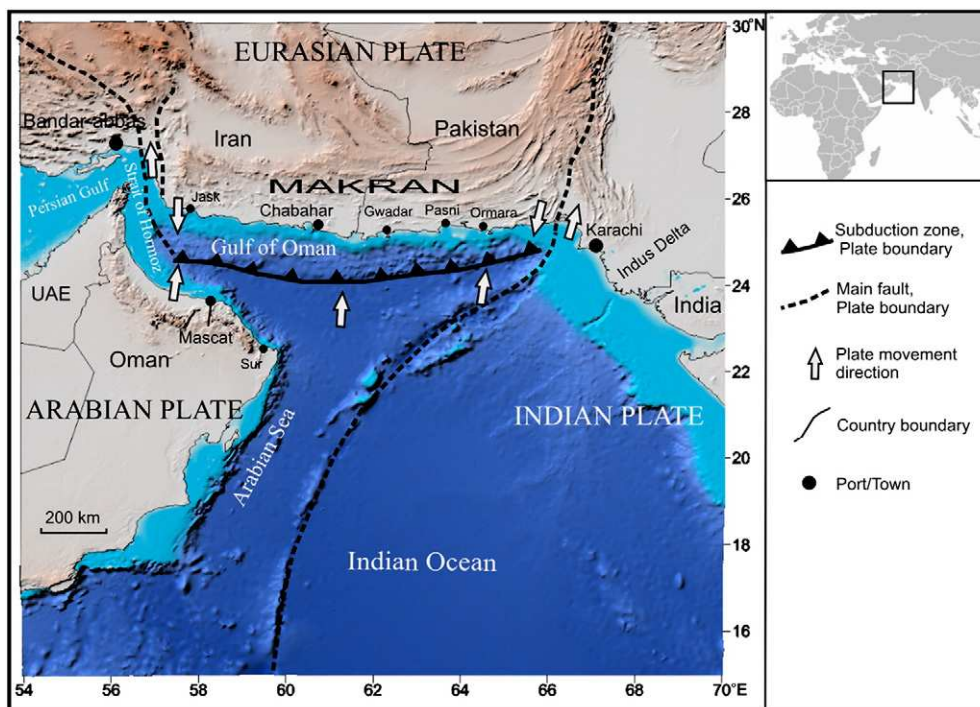 EURASIAN PLATE
Bandar-abbas
Iran
Pakistan
MAKRAN
Persian Gulf
Strait of Hormoz
Jask
Chabahar
Gwadar
Pasni
Ormara
Karachi
Gulf of Oman
Indus Delta
UAE
India
Mascat
Oman
Sur
ARABIAN PLATE
INDIAN PLATE
Arabian Sea
200 km
Indian Ocean
30°N
28
26
24
22
20
18
16
54
56
58
60
62
64
66
68
70°E
Subduction zone,
Plate boundary
Main fault,
Plate boundary
Plate movement
direction
Country boundary
Port/Town